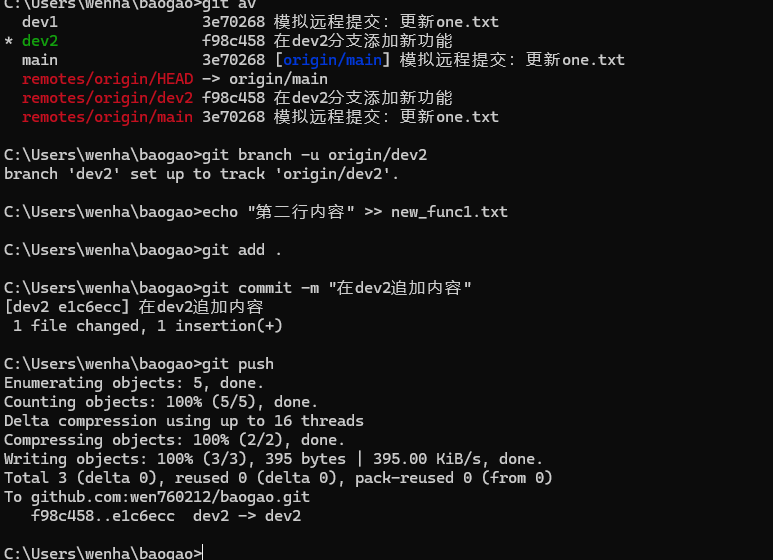 C:\Users\wenha\baogao>git av
dev1 3e70268 模拟远程提交: 更新one.txt
* dev2 f98c458 在dev2分支添加新功能
main 3e70268 [origin/main] 模拟远程提交: 更新one.txt
remotes/origin/HEAD -> origin/main
remotes/origin/dev2 f98c458 在dev2分支添加新功能
remotes/origin/main 3e70268 模拟远程提交: 更新one.txt
C:\Users\wenha\baogao>git branch -u origin/dev2
branch 'dev2' set up to track 'origin/dev2'.
C:\Users\wenha\baogao>echo "第二行内容" >> new_func1.txt
C:\Users\wenha\baogao>git add .
C:\Users\wenha\baogao>git commit -m "在dev2追加内容"
[dev2 e1c6ecc] 在dev2追加内容
1 file changed, 1 insertion(+)
C:\Users\wenha\baogao>git push
Enumerating objects: 5, done.
Counting objects: 100% (5/5), done.
Delta compression using up to 16 threads
Compressing objects: 100% (2/2), done.
Writing objects: 100% (3/3), 395 bytes | 395.00 KiB/s, done.
Total 3 (delta 0), reused 0 (delta 0), pack-reused 0 (from 0)
To github.com:wen760212/baogao.git
f98c458..e1c6ecc dev2 -> dev2
C:\Users\wenha\baogao>